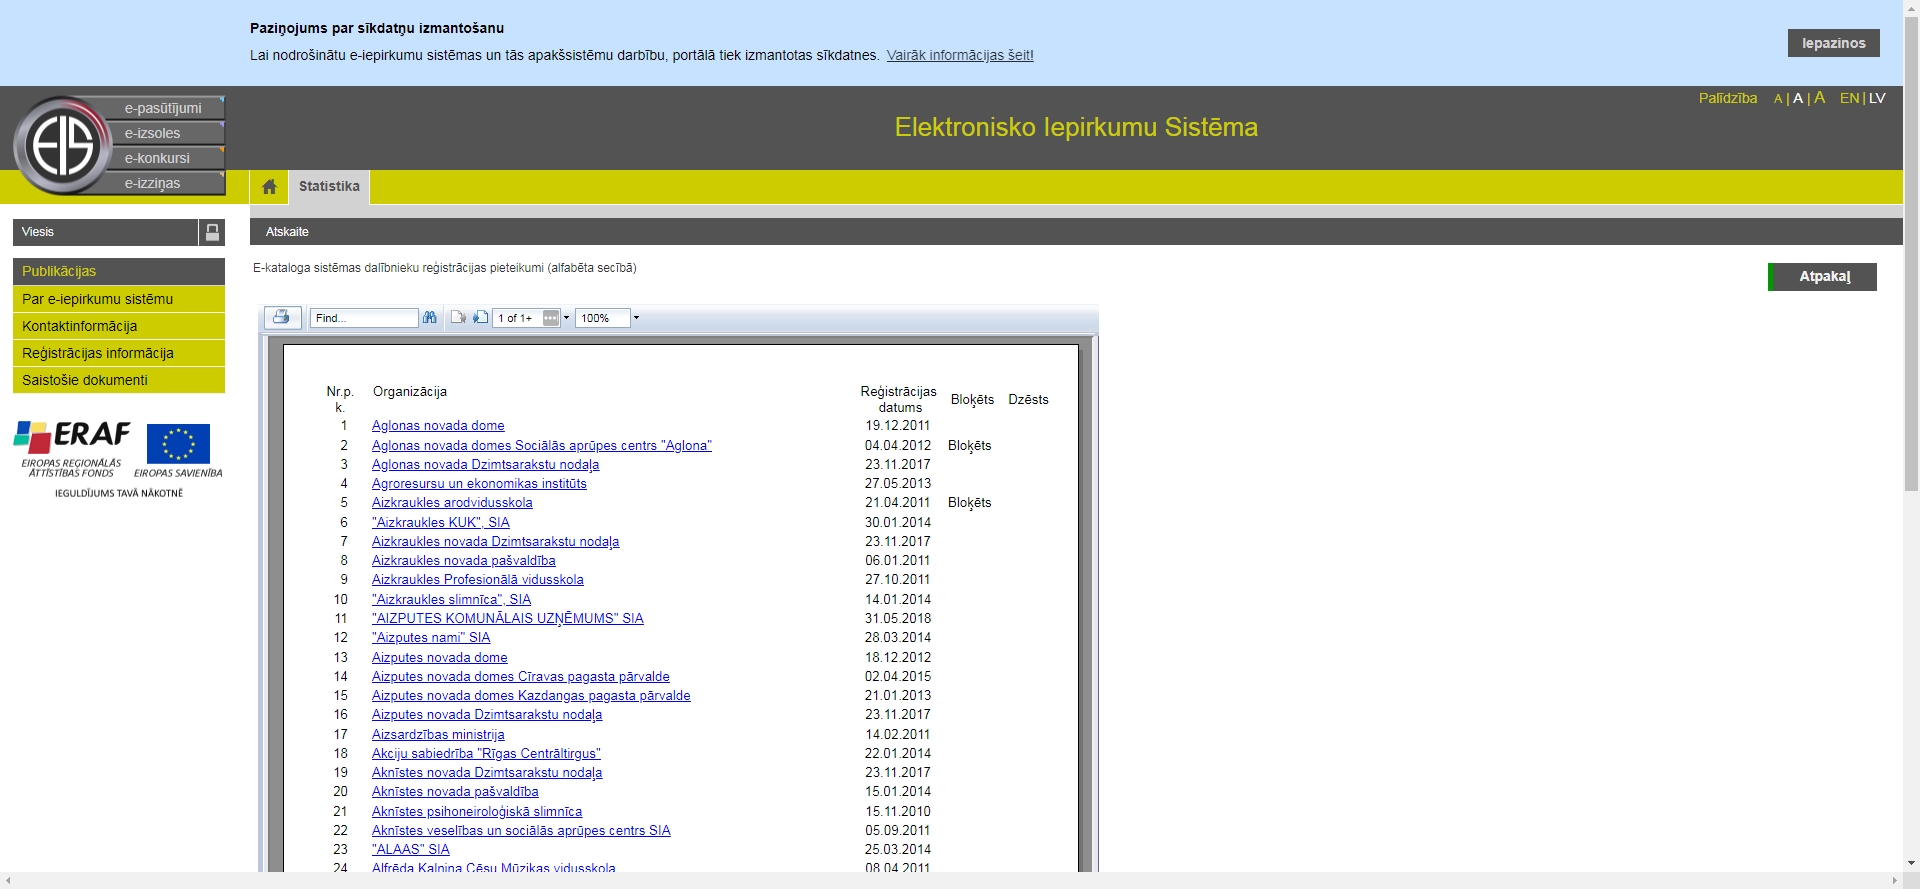 Paziņojums par sīkdatņu izmantošanu
Lai nodrošinātu e-iepirkumu sistēmas un tās apakšsistēmu darbību, portālā tiek izmantotas sīkdatnes. Vairāk informācijas šeit!
Iepazinos
EIS
e-pasūtījumi
e-izsoles
e-konkursi
e-izziņas
Palīdzība A | A | A EN | LV
Elektronisko Iepirkumu Sistēma
Statistika
Viesis
Atskaite
Publikācijas
Par e-iepirkumu sistēmu
Kontaktinformācija
Reģistrācijas informācija
Saistošie dokumenti
ERAF
EIROPAS REĢIONĀLĀS
ATTĪSTĪBAS FONDS
EIROPAS SAVIENĪBA
IEGULDĪJUMS TAVĀ NĀKOTNĒ
E-kataloga sistēmas dalībnieku reģistrācijas pieteikumi (alfabēta secībā)
Atpakaļ
Find... 1 of 1+ 100%
Nr.p.k. Organizācija Reģistrācijas datums Bloķēts Dzēsts
1 Aglonas novada dome 19.12.2011
2 Aglonas novada domes Sociālās aprūpes centrs "Aglona" 04.04.2012 Bloķēts
3 Aglonas novada Dzimtsarakstu nodaļa 23.11.2017
4 Agroresursu un ekonomikas institūts 27.05.2013
5 Aizkraukles arodvidusskola 21.04.2011 Bloķēts
6 "Aizkraukles KUK", SIA 30.01.2014
7 Aizkraukles novada Dzimtsarakstu nodaļa 23.11.2017
8 Aizkraukles novada pašvaldība 06.01.2011
9 Aizkraukles Profesionālā vidusskola 27.10.2011
10 "Aizkraukles slimnīca", SIA 14.01.2014
11 "AIZPUTES KOMUNĀLAIS UZŅĒMUMS" SIA 31.05.2018
12 "Aizputes nami" SIA 28.03.2014
13 Aizputes novada dome 18.12.2012
14 Aizputes novada domes Cīravas pagasta pārvalde 02.04.2015
15 Aizputes novada domes Kazdangas pagasta pārvalde 21.01.2013
16 Aizputes novada Dzimtsarakstu nodaļa 23.11.2017
17 Aizsardzības ministrija 14.02.2011
18 Akciju sabiedrība "Rīgas Centrāltirgus" 22.01.2014
19 Aknīstes novada Dzimtsarakstu nodaļa 23.11.2017
20 Aknīstes novada pašvaldība 15.01.2014
21 Aknīstes psihoneiroloģiskā slimnīca 15.11.2010
22 Aknīstes veselības un sociālās aprūpes centrs SIA 05.09.2011
23 "ALAAS" SIA 25.03.2014
24 Alfrēda Kalniņa Cēsu Mūzikas vidusskola 08.04.2011